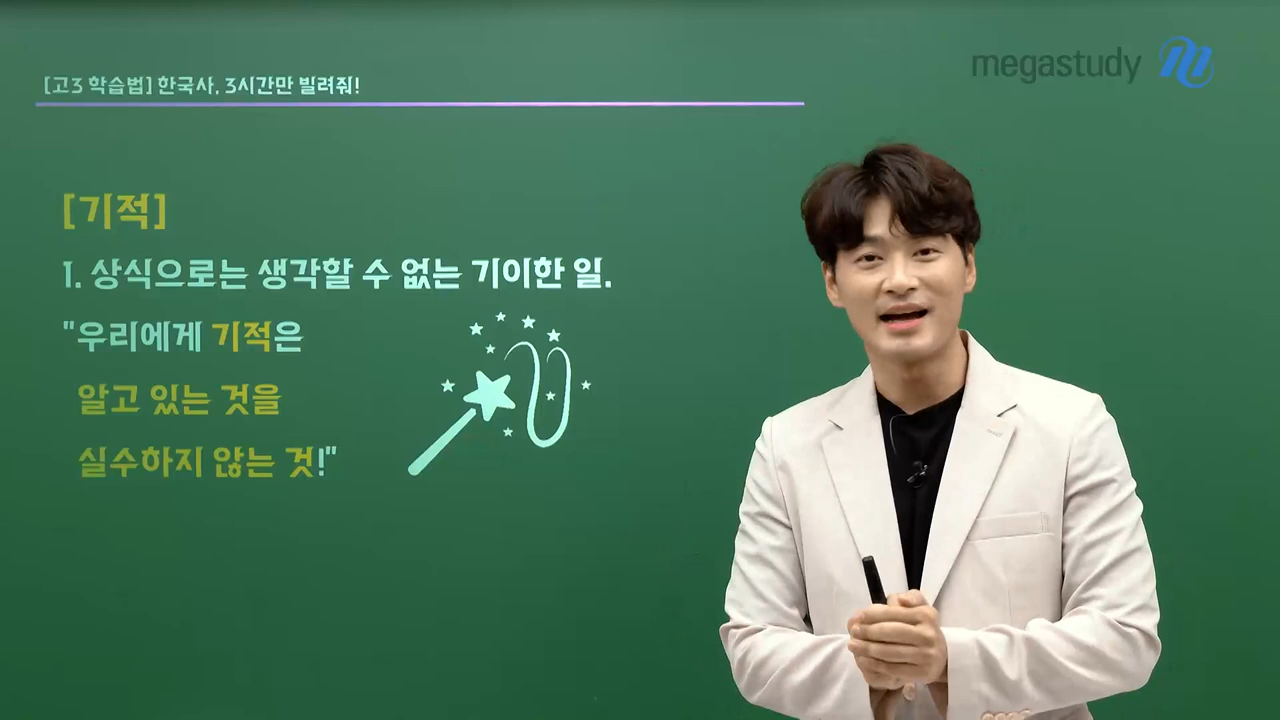 [고3 학습법] 한국사, 3시간만 빌려줘!
megastudy
[기적]
1. 상식으로는 생각할 수 없는 기이한 일.
"우리에게 기적은
알고 있는 것을
실수하지 않는 것!"